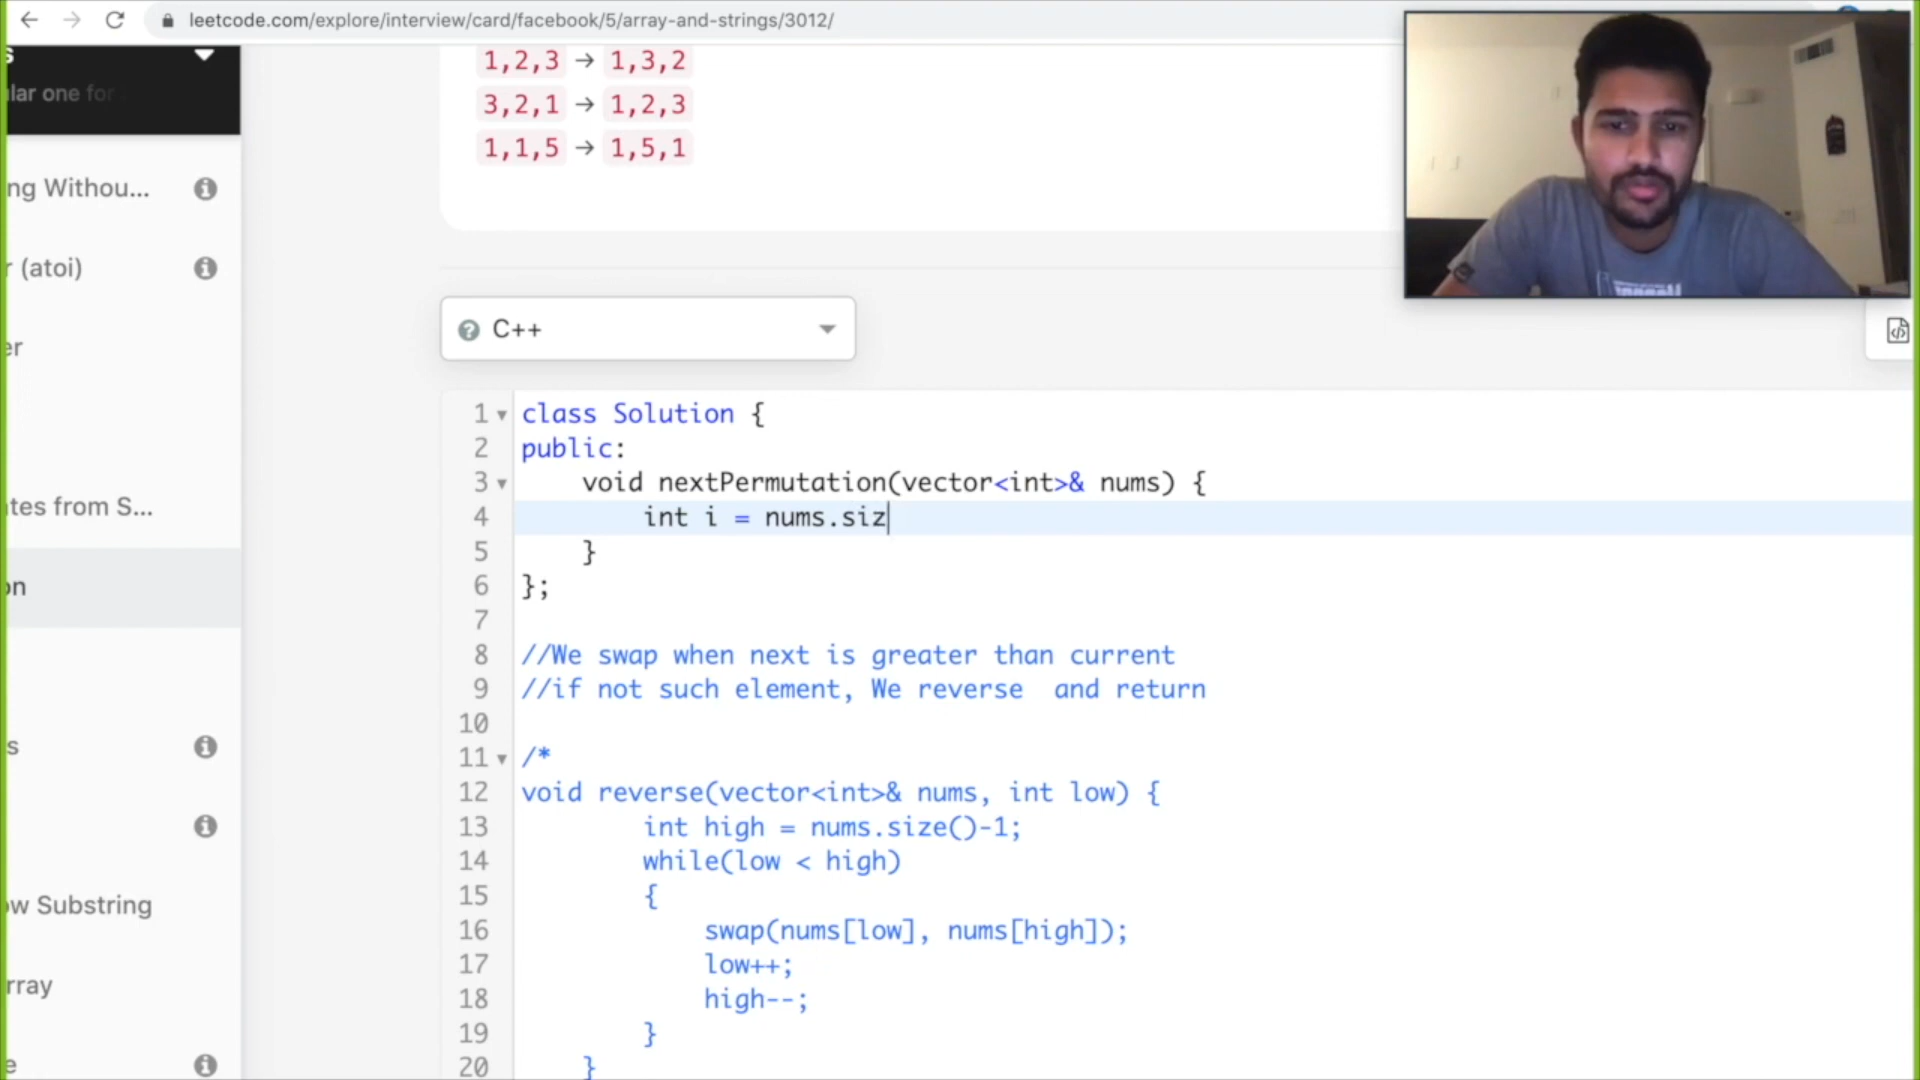 leetcode.com/explore/interview/card/facebook/5/array-and-strings/3012/
s
lar one for
1,2,3 → 1,3,2
3,2,1 → 1,2,3
1,1,5 → 1,5,1
ng Withou...
r (atoi)
er
tes from S...
on
s
ow Substring
rray
e
C++
1 class Solution {
2 public:
3 void nextPermutation(vector<int>& nums) {
4 int i = nums.siz
5 }
6 };
7
8 //We swap when next is greater than current
9 //if not such element, We reverse  and return
10
11 /*
12 void reverse(vector<int>& nums, int low) {
13 int high = nums.size()-1;
14 while(low < high)
15 {
16 swap(nums[low], nums[high]);
17 low++;
18 high--;
19 }
20 }